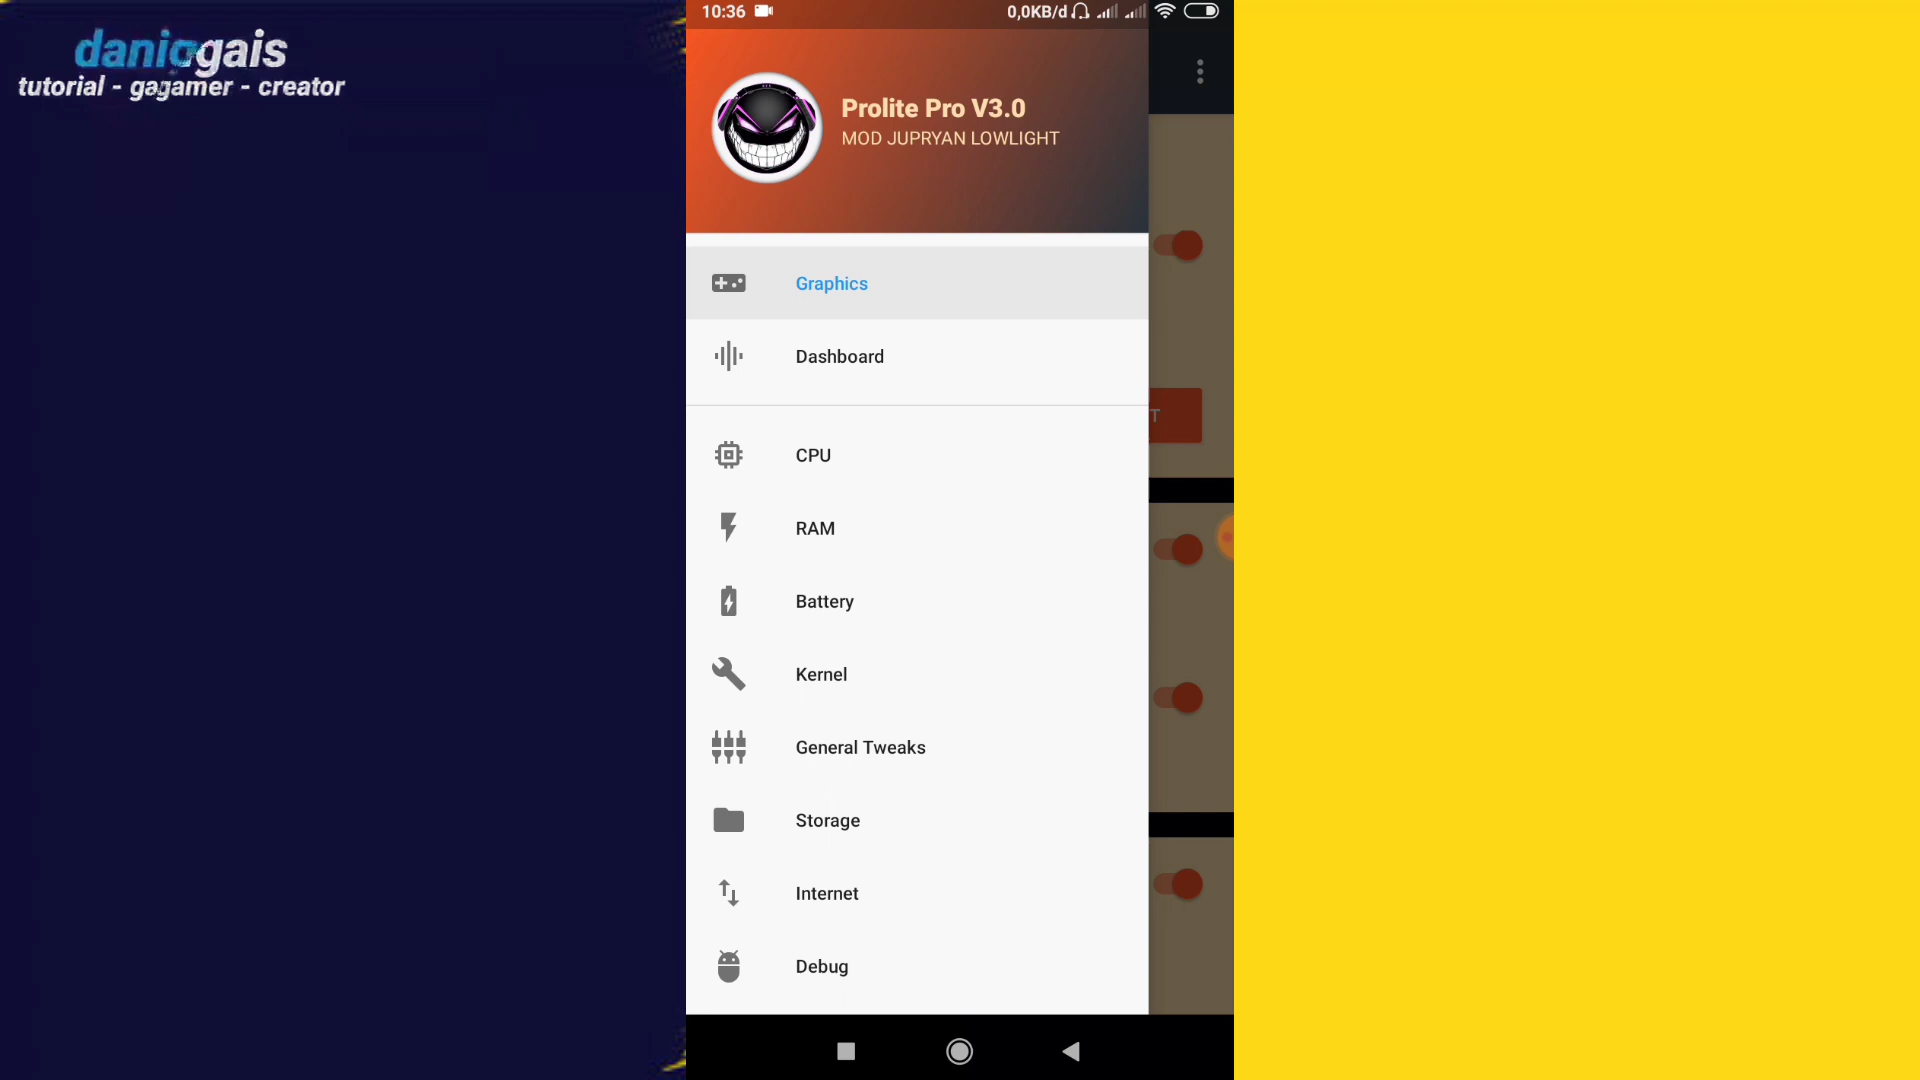 daniqgais
tutorial - gagamer - creator
10:36
0,0KB/d
Prolite Pro V3.0
MOD JUPRYAN LOWLIGHT
Graphics
Dashboard
T
CPU
RAM
Battery
Kernel
General Tweaks
Storage
Internet
Debug